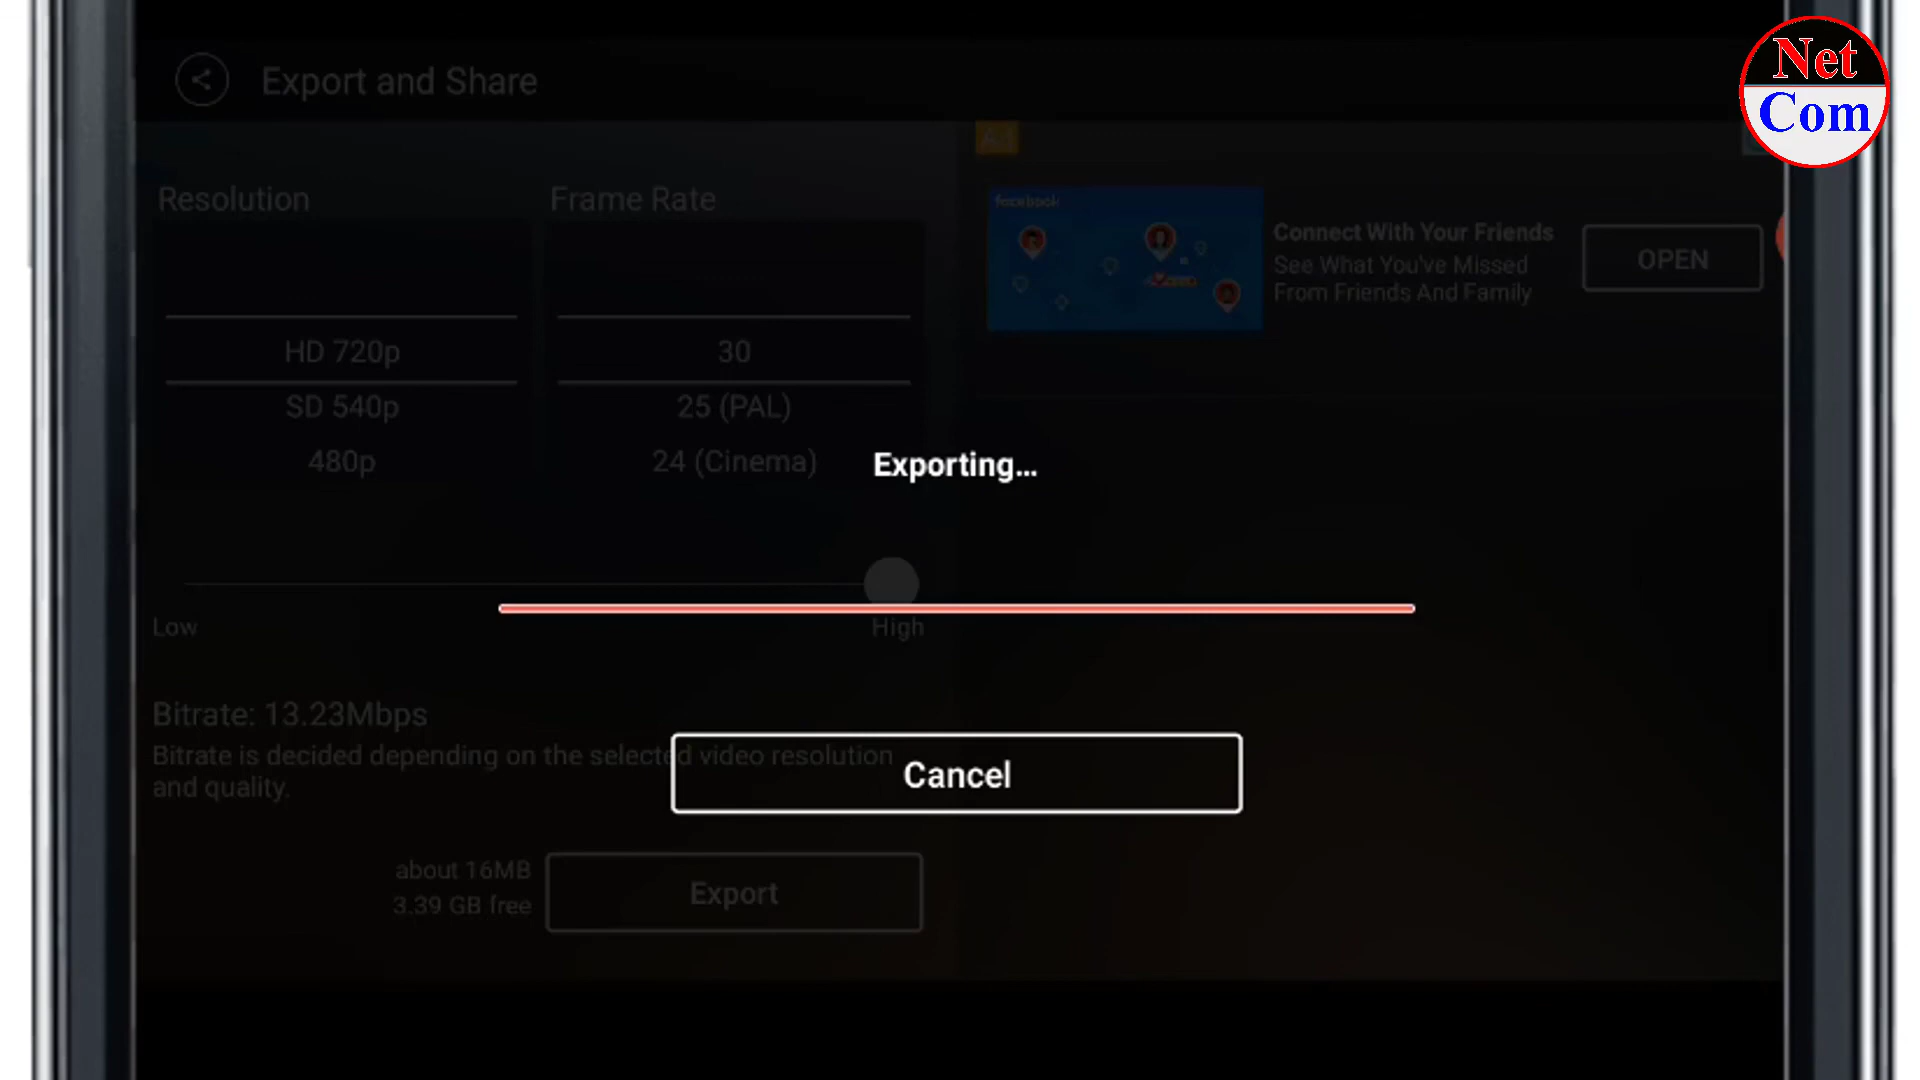 Net
Com
Export and Share
Resolution
Frame Rate
facebook
Connect With Your Friends
See What You've Missed
From Friends And Family
OPEN
HD 720p
30
SD 540p
25 (PAL)
480p
24 (Cinema)
Exporting...
Low
High
Bitrate: 13.23Mbps
Bitrate is decided depending on the selected video resolution
and quality.
Cancel
about 16MB
3.39 GB free
Export